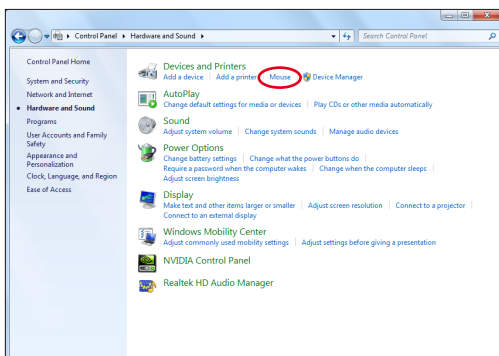 Control Panel ▸ Hardware and Sound ▸
Search Control Panel
Control Panel Home
System and Security
Network and Internet
Hardware and Sound
Programs
User Accounts and Family
Safety
Appearance and
Personalization
Clock, Language, and Region
Ease of Access
Devices and Printers
Add a device | Add a printer | Mouse | Device Manager
AutoPlay
Change default settings for media or devices | Play CDs or other media automatically
Sound
Adjust system volume | Change system sounds | Manage audio devices
Power Options
Change battery settings | Change what the power buttons do |
Require a password when the computer wakes | Change when the computer sleeps |
Adjust screen brightness
Display
Make text and other items larger or smaller | Adjust screen resolution | Connect to a projector |
Connect to an external display
Windows Mobility Center
Adjust commonly used mobility settings | Adjust settings before giving a presentation
NVIDIA Control Panel
Realtek HD Audio Manager